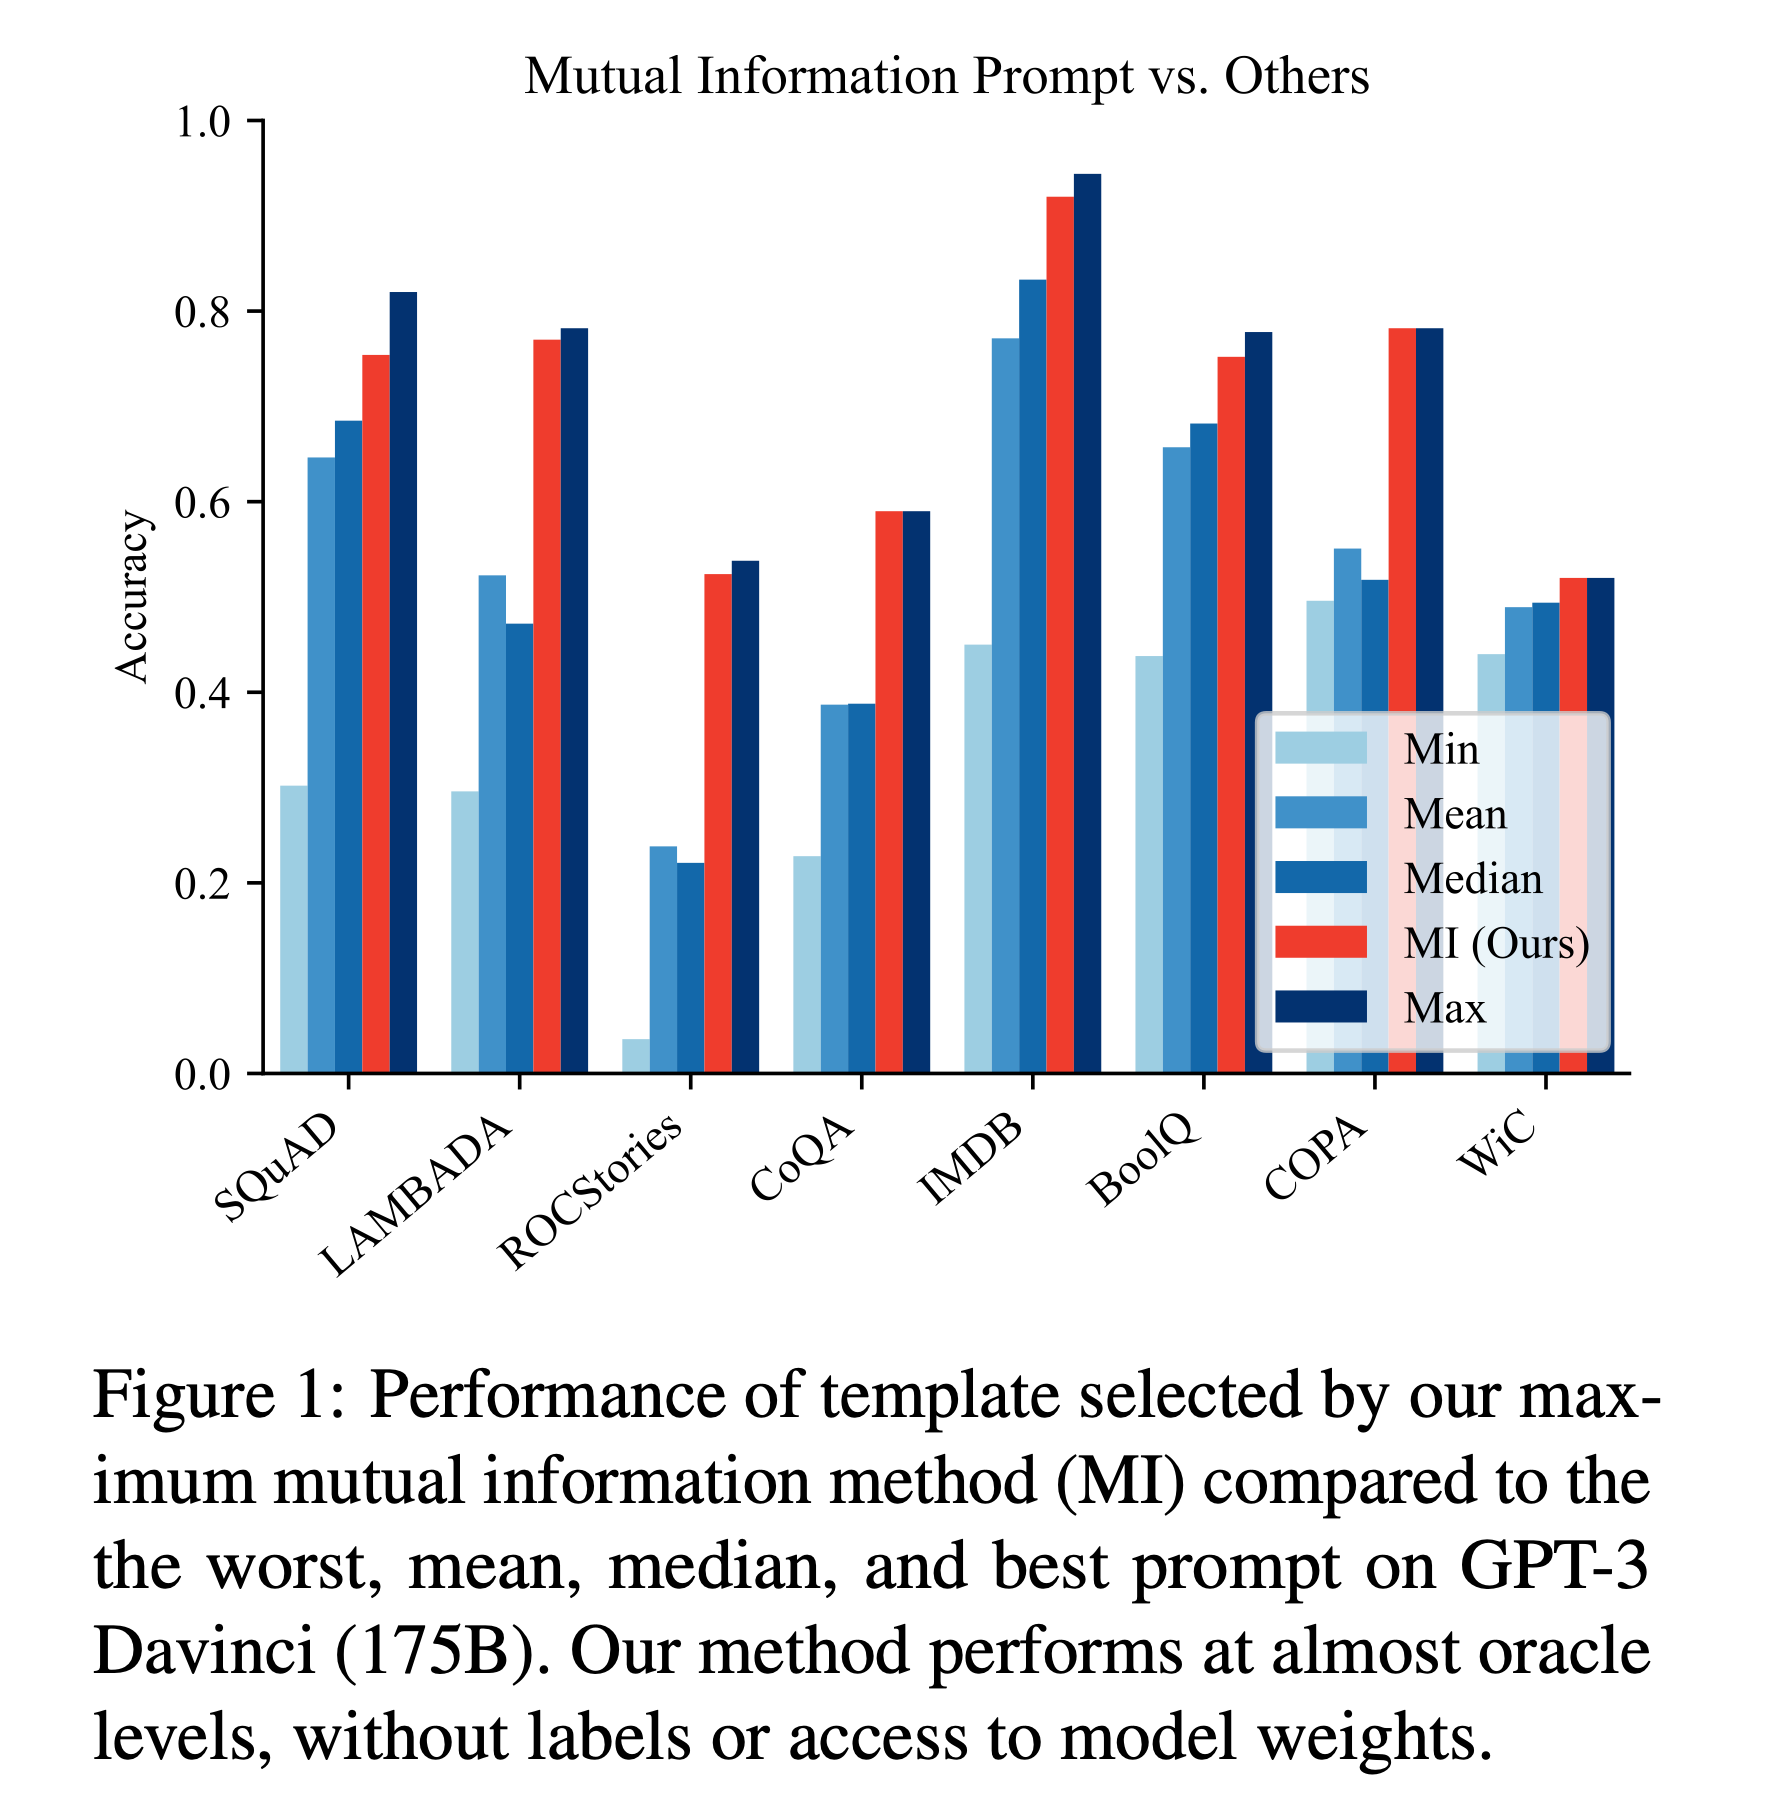 Mutual Information Prompt vs. Others
1.0
0.8
0.6
0.4
0.2
0.0
Accuracy
Min
Mean
Median
MI (Ours)
Max
SQuAD
LAMBADA
ROCStories
CoQA
IMDB
BoolQ
COPA
WiC
Figure 1: Performance of template selected by our max-
imum mutual information method (MI) compared to the
the worst, mean, median, and best prompt on GPT-3
Davinci (175B). Our method performs at almost oracle
levels, without labels or access to model weights.